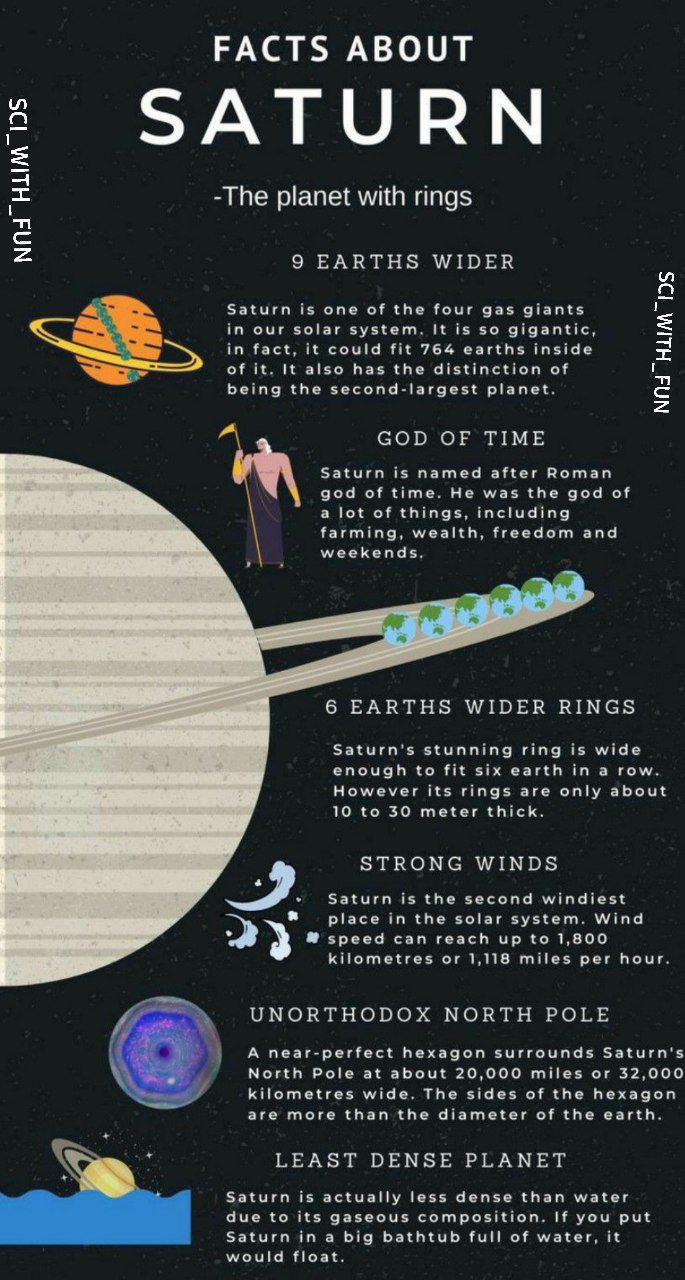 FACTS ABOUT
SATURN
-The planet with rings
SCI_WITH_FUN
9 EARTHS WIDER
SCI_WITH_FUN
Saturn is one of the four gas giants
in our solar system. It is so gigantic,
in fact, it could fit 764 earths inside
of it. It also has the distinction of
being the second-largest planet.
GOD OF TIME
Saturn is named after Roman
god of time. He was the god of
a lot of things, including
farming, wealth, freedom and
weekends.
6 EARTHS WIDER RINGS
Saturn's stunning ring is wide
enough to fit six earth in a row.
However its rings are only about
10 to 30 meter thick.
STRONG WINDS
Saturn is the second windiest
place in the solar system. Wind
speed can reach up to 1,800
kilometres or 1,118 miles per hour.
UNORTHODOX NORTH POLE
A near-perfect hexagon surrounds Saturn's
North Pole at about 20,000 miles or 32,000
kilometres wide. The sides of the hexagon
are more than the diameter of the earth.
LEAST DENSE PLANET
Saturn is actually less dense than water
due to its gaseous composition. If you put
Saturn in a big bathtub full of water, it
would float.